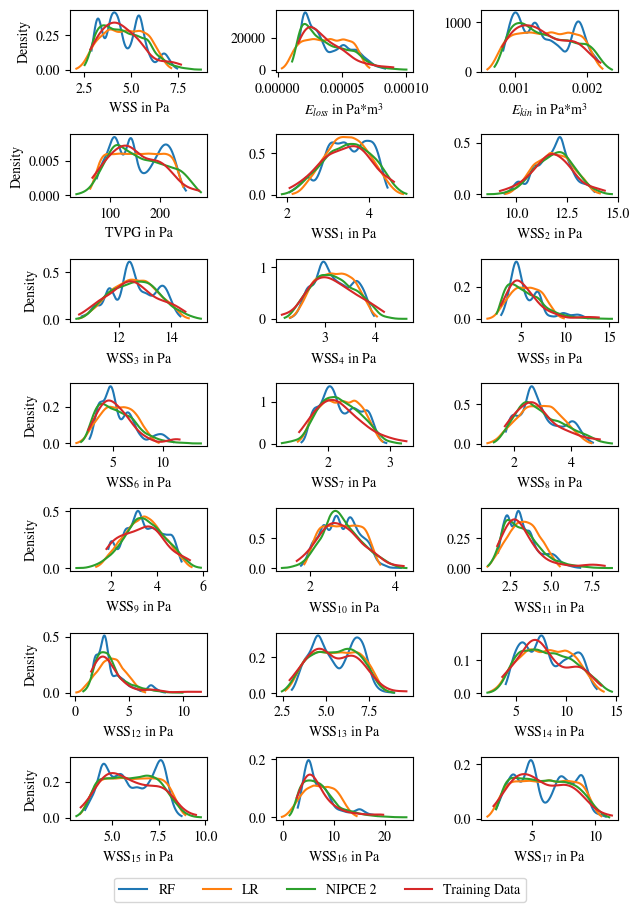 Density
0.25
0.00
2.5 5.0 7.5
WSS in Pa
20000
0
0.00000 0.00005 0.00010
E_loss in Pa*m³
1000
0
0.001 0.002
E_kin in Pa*m³
Density
0.005
0.000
100 200
TVPG in Pa
0.5
0.0
2 4
WSS₁ in Pa
0.5
0.0
10.0 12.5 15.0
WSS₂ in Pa
Density
0.5
0.0
12 14
WSS₃ in Pa
1
0
3 4
WSS₄ in Pa
0.2
0.0
5 10 15
WSS₅ in Pa
Density
0.2
0.0
5 10
WSS₆ in Pa
1
0
2 3
WSS₇ in Pa
0.5
0.0
2 4
WSS₈ in Pa
Density
0.5
0.0
2 4 6
WSS₉ in Pa
0.5
0.0
2 4
WSS₁₀ in Pa
0.25
0.00
2.5 5.0 7.5
WSS₁₁ in Pa
Density
0.5
0.0
0 5 10
WSS₁₂ in Pa
0.2
0.0
2.5 5.0 7.5
WSS₁₃ in Pa
0.1
0.0
5 10 15
WSS₁₄ in Pa
Density
0.2
0.0
5.0 7.5 10.0
WSS₁₅ in Pa
0.2
0.0
0 10 20
WSS₁₆ in Pa
0.2
0.0
5 10
WSS₁₇ in Pa
RF LR NIPCE 2 Training Data